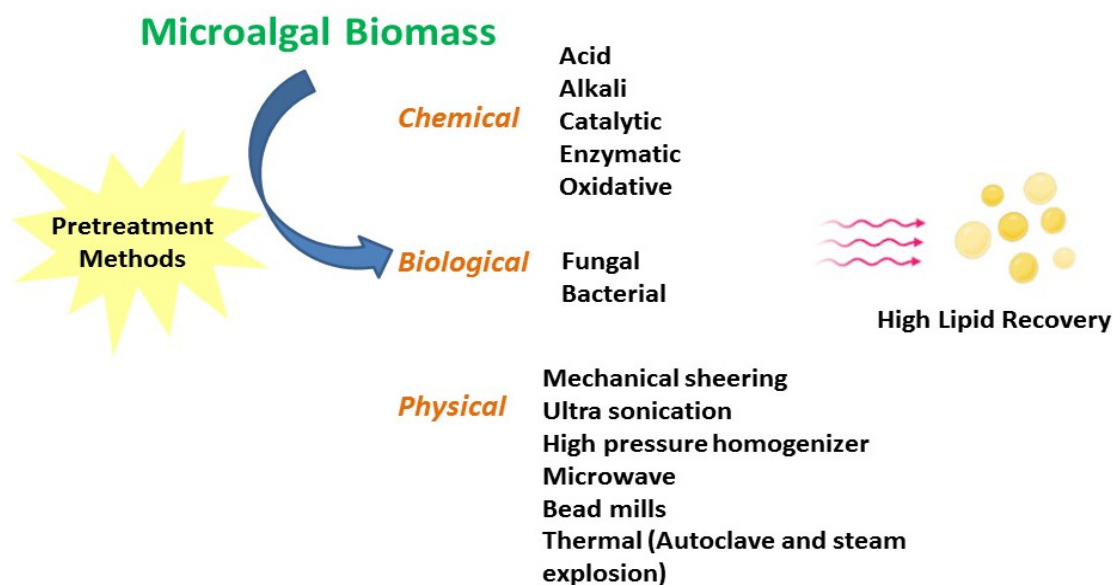 Microalgal Biomass
Pretreatment
Methods
Chemical
Acid
Alkali
Catalytic
Enzymatic
Oxidative
Biological
Fungal
Bacterial
Physical
Mechanical sheering
Ultra sonication
High pressure homogenizer
Microwave
Bead mills
Thermal (Autoclave and steam
explosion)
High Lipid Recovery